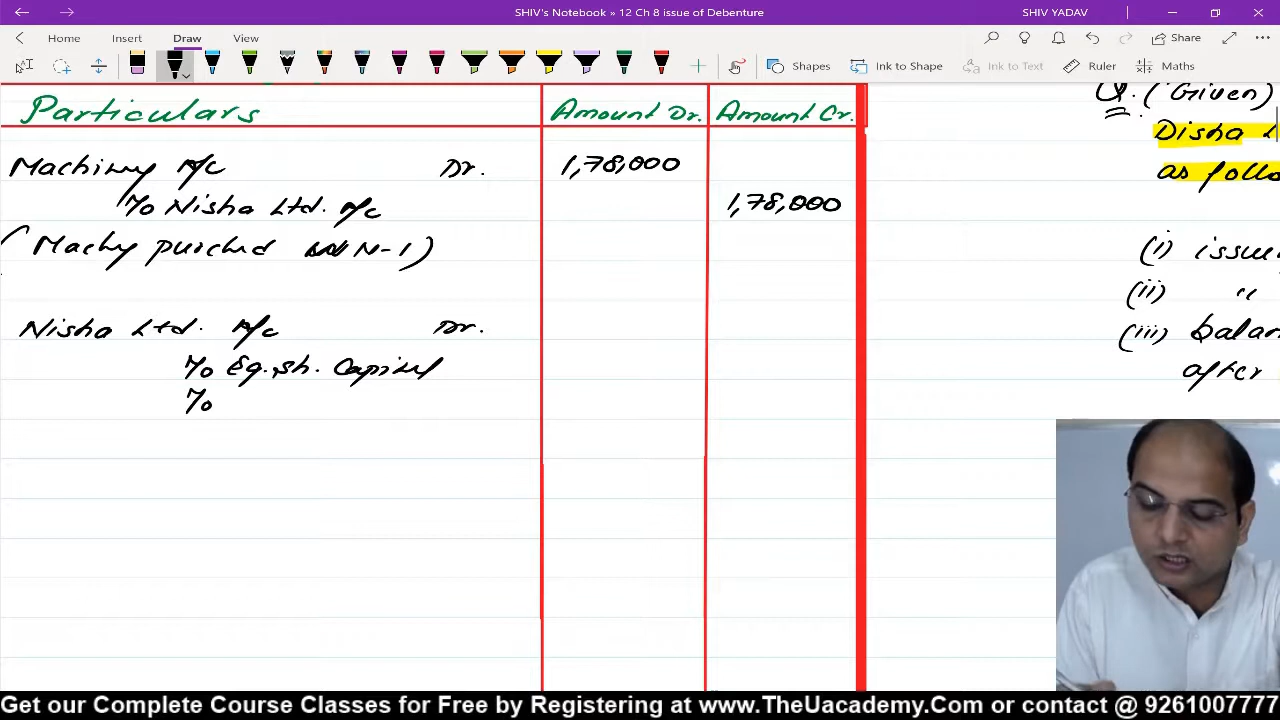 SHIV's Notebook » 12 Ch 8 issue of Debenture
SHIV YADAV
Home Insert Draw View
Share
Shapes Ink to Shape Ink to Text Ruler Maths
Particulars Amount Dr. Amount Cr.
Machinery A/c Dr. 1,78,000
To Nisha Ltd. A/c 1,78,000
(Machy purchd N-1)
Nisha Ltd. A/c Dr.
To Eq. Sh. Capital
To
Q. (Given)
Disha
as follo
(i) issue
(ii) "
(iii) balan
after
Get our Complete Course Classes for Free by Registering at www.TheUacademy.com or contact @ 9261007777